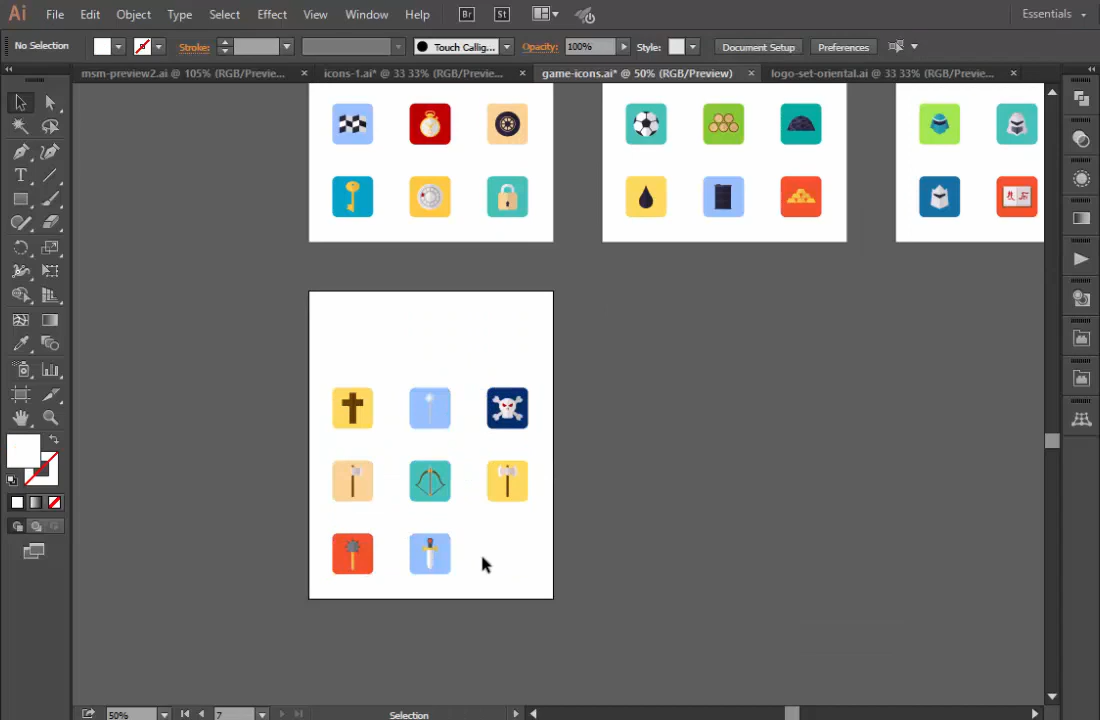 Ai File Edit Object Type Select Effect View Window Help Br St Essentials
No Selection Stroke: Touch Callig... Opacity: 100% Style: Document Setup Preferences
msm-preview2.ai @ 105% (RGB/Previe... × icons-1.ai* @ 33 33% (RGB/Previe... × game-icons.ai* @ 50% (RGB/Preview) × logo-set-oriental.ai @ 33 33% (RGB/Previe... ×
50% 7 Selection